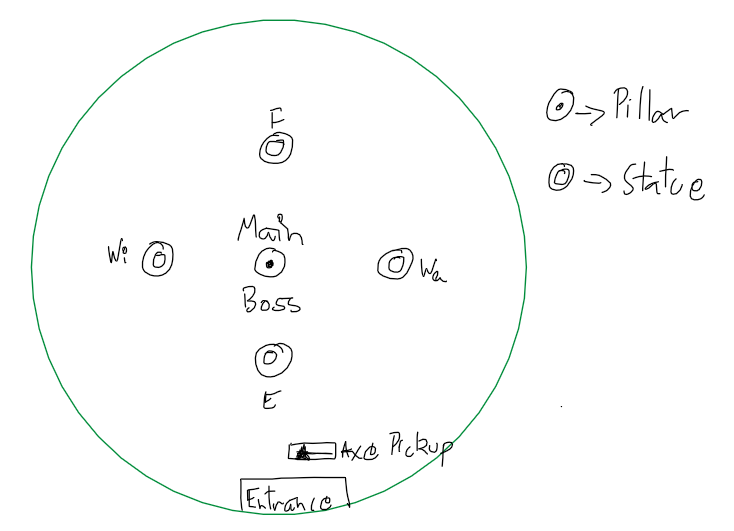 F
Main
Wi
Wa
Boss
E
Axe Pickup
Entrance
→ Pillar
→ Statue